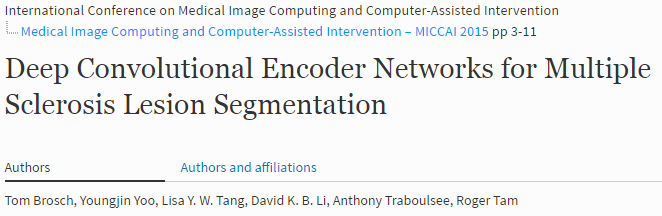 International Conference on Medical Image Computing and Computer-Assisted Intervention
Medical Image Computing and Computer-Assisted Intervention – MICCAI 2015 pp 3-11
Deep Convolutional Encoder Networks for Multiple
Sclerosis Lesion Segmentation
Authors Authors and affiliations
Tom Brosch, Youngjin Yoo, Lisa Y. W. Tang, David K. B. Li, Anthony Traboulsee, Roger Tam